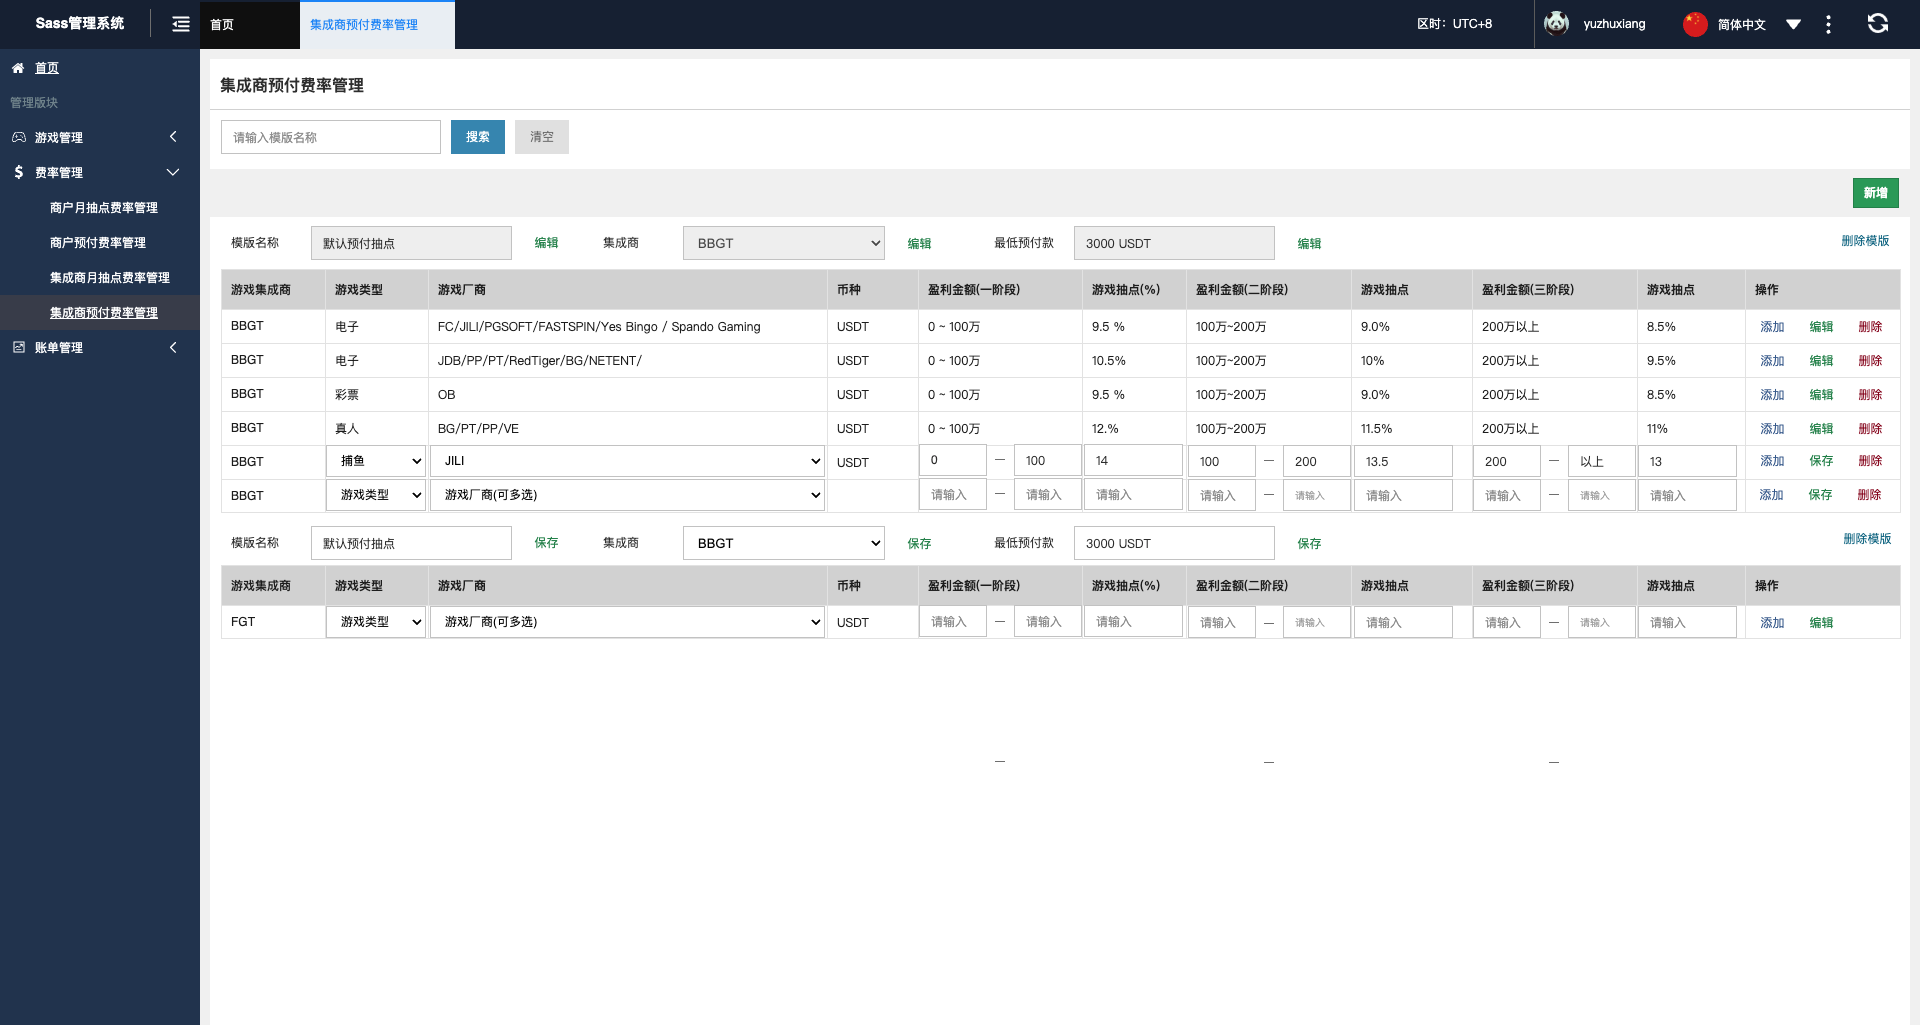 Sass管理系统
首页
集成商预付费率管理
区时：UTC+8
yuzhuxiang
简体中文
首页
管理版块
游戏管理
费率管理
商户月抽点费率管理
商户预付费率管理
集成商月抽点费率管理
集成商预付费率管理
账单管理
集成商预付费率管理
请输入模版名称 搜索 清空
新增
模版名称 默认预付抽点 编辑 集成商 BBGT 编辑 最低预付款 3000 USDT 编辑 删除模版
游戏集成商 游戏类型 游戏厂商 币种 盈利金额(一阶段) 游戏抽点(%) 盈利金额(二阶段) 游戏抽点 盈利金额(三阶段) 游戏抽点 操作
BBGT 电子 FC/JILI/PGSOFT/FASTSPIN/Yes Bingo / Spando Gaming USDT 0 ~ 100万 9.5 % 100万~200万 9.0% 200万以上 8.5% 添加 编辑 删除
BBGT 电子 JDB/PP/PT/RedTiger/BG/NETENT/ USDT 0 ~ 100万 10.5% 100万~200万 10% 200万以上 9.5% 添加 编辑 删除
BBGT 彩票 OB USDT 0 ~ 100万 9.5 % 100万~200万 9.0% 200万以上 8.5% 添加 编辑 删除
BBGT 真人 BG/PT/PP/VE USDT 0 ~ 100万 12.% 100万~200万 11.5% 200万以上 11% 添加 编辑 删除
BBGT 捕鱼 JILI USDT 0 — 100 14 100 — 200 13.5 200 — 以上 13 添加 保存 删除
BBGT 游戏类型 游戏厂商(可多选) 请输入 — 请输入 请输入 请输入 — 请输入 请输入 请输入 — 请输入 请输入 添加 保存 删除
模版名称 默认预付抽点 保存 集成商 BBGT 保存 最低预付款 3000 USDT 保存 删除模版
游戏集成商 游戏类型 游戏厂商 币种 盈利金额(一阶段) 游戏抽点(%) 盈利金额(二阶段) 游戏抽点 盈利金额(三阶段) 游戏抽点 操作
FGT 游戏类型 游戏厂商(可多选) USDT 请输入 — 请输入 请输入 请输入 — 请输入 请输入 请输入 — 请输入 请输入 添加 编辑
— — —